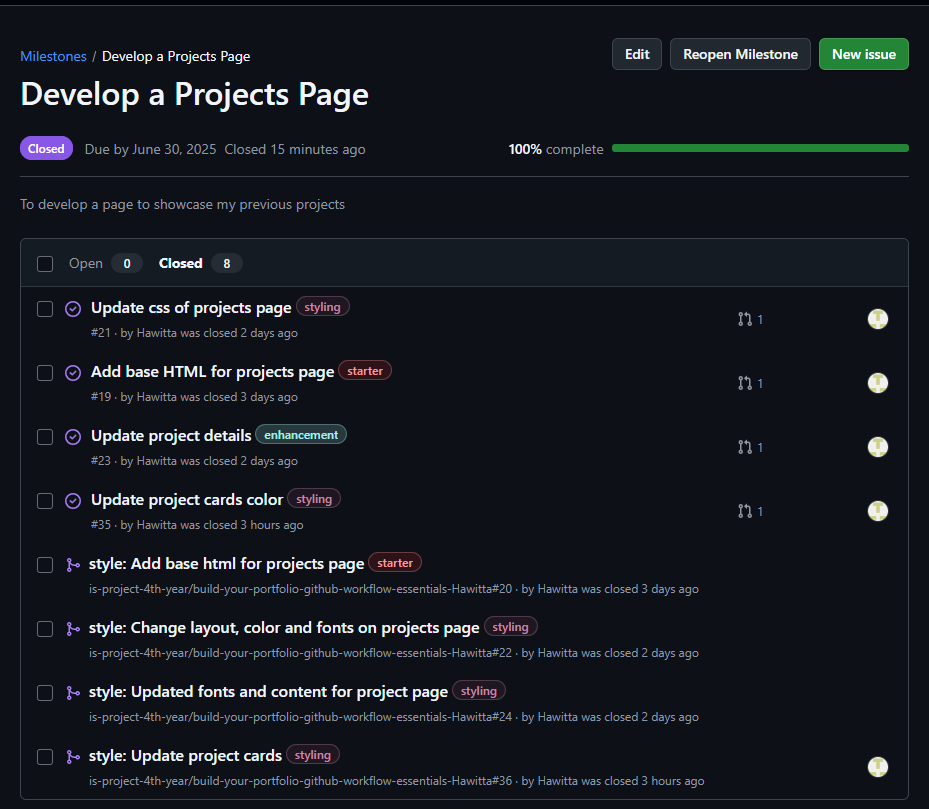 Milestones / Develop a Projects Page
Edit
Reopen Milestone
New issue
Develop a Projects Page
Closed Due by June 30, 2025 Closed 15 minutes ago
100% complete
To develop a page to showcase my previous projects
Open 0 Closed 8
Update css of projects page styling
1
#21 · by Hawitta was closed 2 days ago
Add base HTML for projects page starter
1
#19 · by Hawitta was closed 3 days ago
Update project details enhancement
1
#23 · by Hawitta was closed 2 days ago
Update project cards color styling
1
#35 · by Hawitta was closed 3 hours ago
style: Add base html for projects page starter
is-project-4th-year/build-your-portfolio-github-workflow-essentials-Hawitta#20 · by Hawitta was closed 3 days ago
style: Change layout, color and fonts on projects page styling
is-project-4th-year/build-your-portfolio-github-workflow-essentials-Hawitta#22 · by Hawitta was closed 2 days ago
style: Updated fonts and content for project page styling
is-project-4th-year/build-your-portfolio-github-workflow-essentials-Hawitta#24 · by Hawitta was closed 2 days ago
style: Update project cards styling
is-project-4th-year/build-your-portfolio-github-workflow-essentials-Hawitta#36 · by Hawitta was closed 3 hours ago